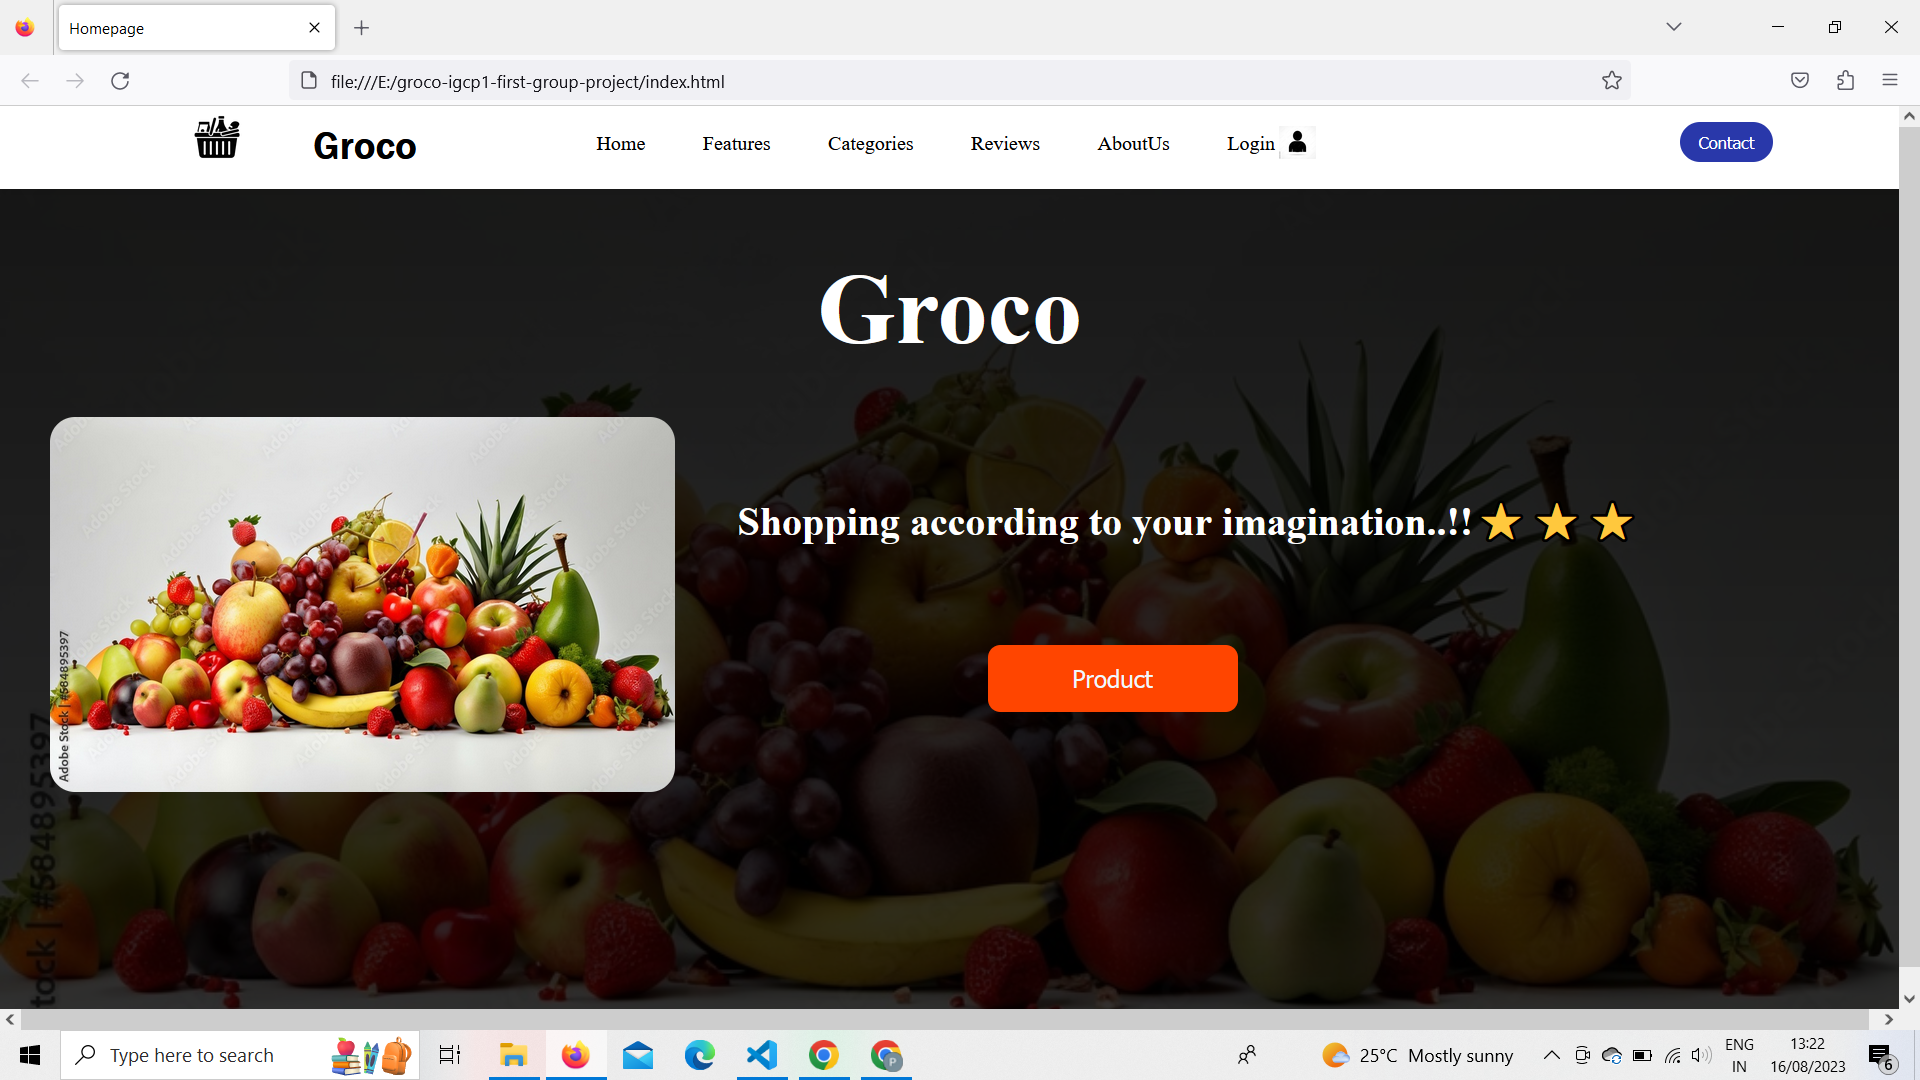 Homepage
file:///E:/groco-igcp1-first-group-project/index.html
Groco
Home Features Categories Reviews AboutUs Login
Contact
Groco
Shopping according to your imagination..!!
Product
Adobe Stock | #584895397
tock | #584895397
Adobe Stock
Type here to search
25°C Mostly sunny
ENG
IN
13:22
16/08/2023
6
P